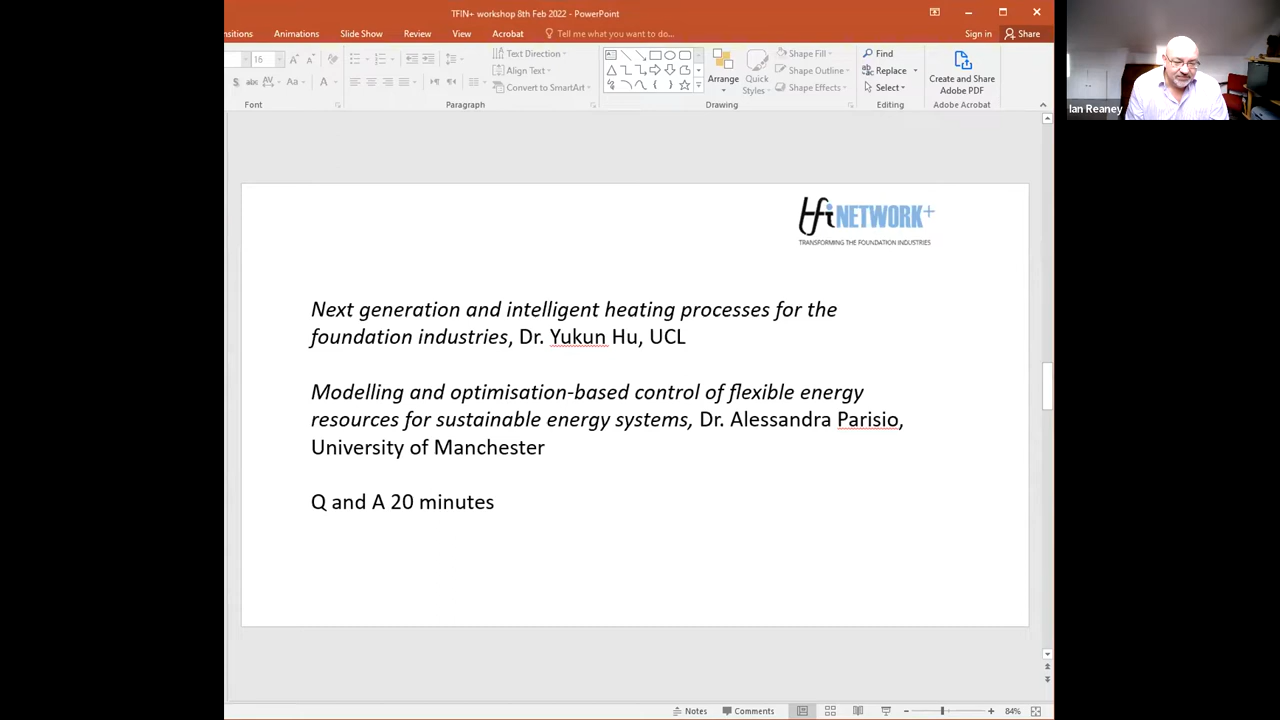 TFIN+ workshop 8th Feb 2022 - PowerPoint
sitions Animations Slide Show Review View Acrobat Tell me what you want to do... Sign in Share
16 Text Direction Shape Fill Find
Align Text Arrange Quick Shape Outline Replace Create and Share
S abc AV Aa A Convert to SmartArt Styles Shape Effects Select Adobe PDF
Font Paragraph Drawing Editing Adobe Acrobat
Ian Reaney
tfi NETWORK+
TRANSFORMING THE FOUNDATION INDUSTRIES
Next generation and intelligent heating processes for the
foundation industries, Dr. Yukun Hu, UCL
Modelling and optimisation-based control of flexible energy
resources for sustainable energy systems, Dr. Alessandra Parisio,
University of Manchester
Q and A 20 minutes
Notes Comments 84%